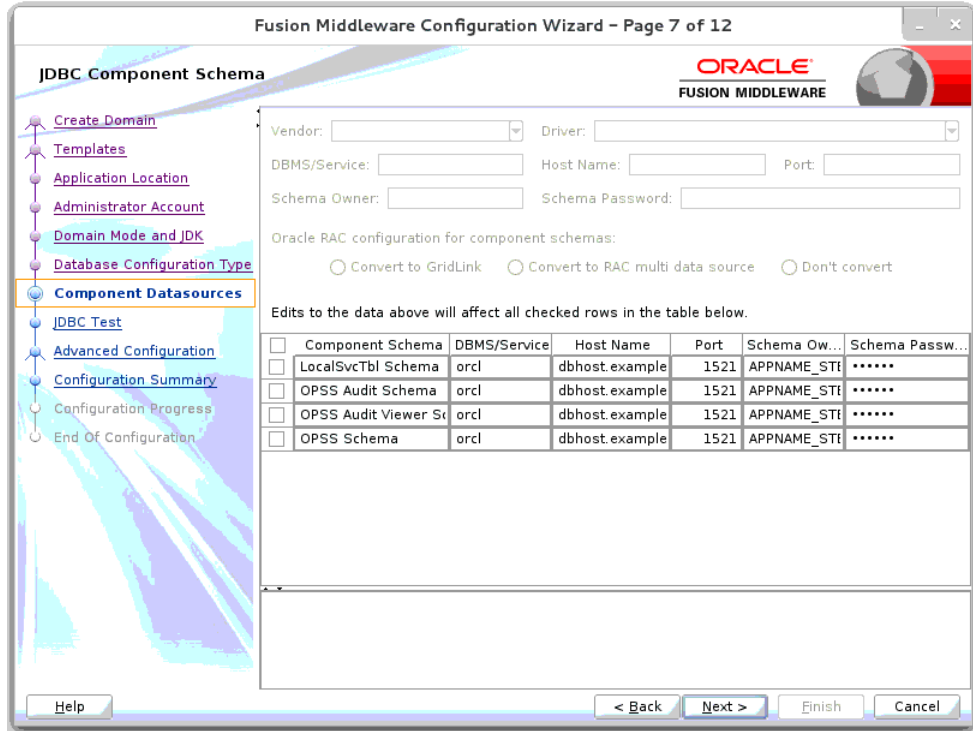 Fusion Middleware Configuration Wizard - Page 7 of 12
JDBC Component Schema
ORACLE
FUSION MIDDLEWARE
Create Domain
Templates
Application Location
Administrator Account
Domain Mode and JDK
Database Configuration Type
Component Datasources
JDBC Test
Advanced Configuration
Configuration Summary
Configuration Progress
End Of Configuration
Vendor: Driver:
DBMS/Service: Host Name: Port:
Schema Owner: Schema Password:
Oracle RAC configuration for component schemas:
Convert to GridLink Convert to RAC multi data source Don't convert
Edits to the data above will affect all checked rows in the table below.
Component Schema DBMS/Service Host Name Port Schema Ow... Schema Passw...
LocalSvcTbl Schema orcl dbhost.example 1521 APPNAME_STE ••••••
OPSS Audit Schema orcl dbhost.example 1521 APPNAME_STE ••••••
OPSS Audit Viewer Sc orcl dbhost.example 1521 APPNAME_STE ••••••
OPSS Schema orcl dbhost.example 1521 APPNAME_STE ••••••
Help < Back Next > Finish Cancel